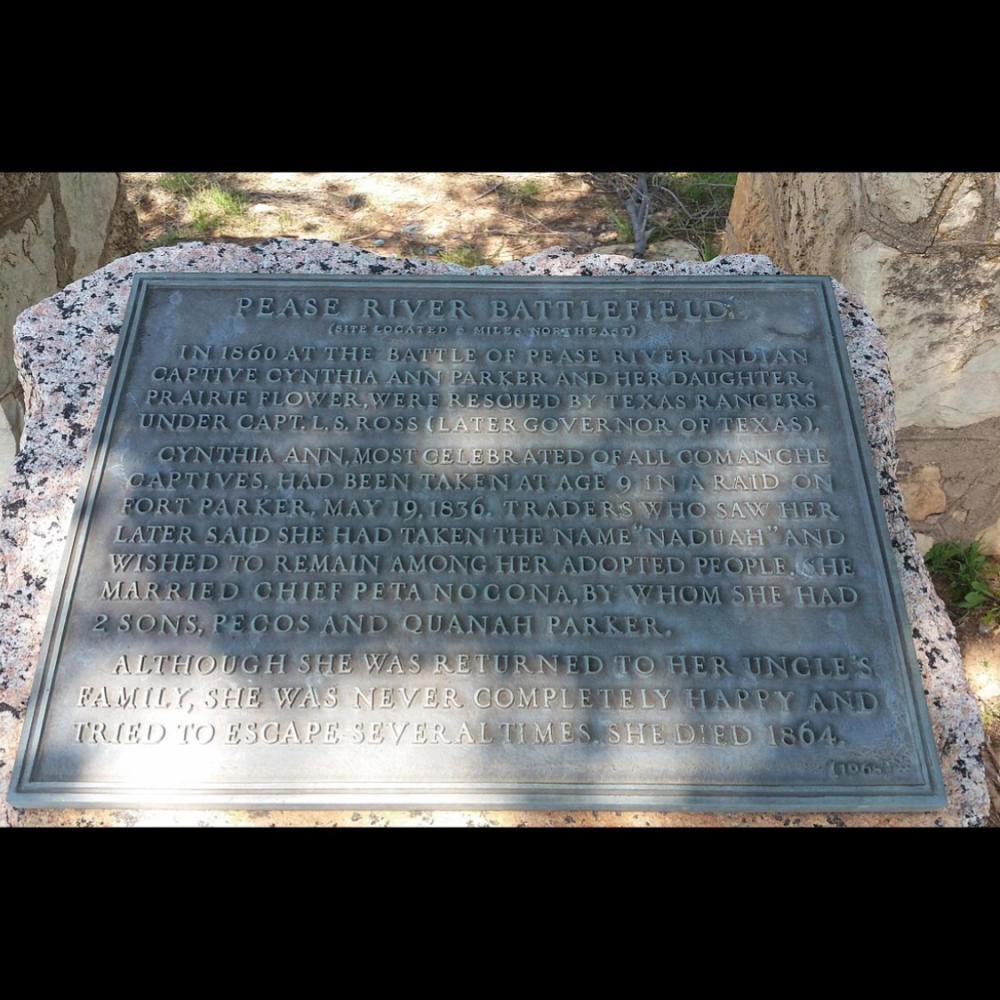 PEASE RIVER BATTLEFIELD
(SITE LOCATED MILES NORTHEAST)
IN 1860 AT THE BATTLE OF PEASE RIVER, INDIAN
CAPTIVE CYNTHIA ANN PARKER AND HER DAUGHTER,
PRAIRIE FLOWER, WERE RESCUED BY TEXAS RANGERS
UNDER CAPT. L. S. ROSS (LATER GOVERNOR OF TEXAS).
CYNTHIA ANN, MOST CELEBRATED OF ALL COMANCHE
CAPTIVES, HAD BEEN TAKEN AT AGE 9 IN A RAID ON
FORT PARKER, MAY 19, 1836. TRADERS WHO SAW HER
LATER SAID SHE HAD TAKEN THE NAME "NADUAH" AND
WISHED TO REMAIN AMONG HER ADOPTED PEOPLE. SHE
MARRIED CHIEF PETA NOCONA, BY WHOM SHE HAD
2 SONS, PECOS AND QUANAH PARKER.
ALTHOUGH SHE WAS RETURNED TO HER UNCLE'S
FAMILY, SHE WAS NEVER COMPLETELY HAPPY AND
TRIED TO ESCAPE SEVERAL TIMES. SHE DIED 1864.